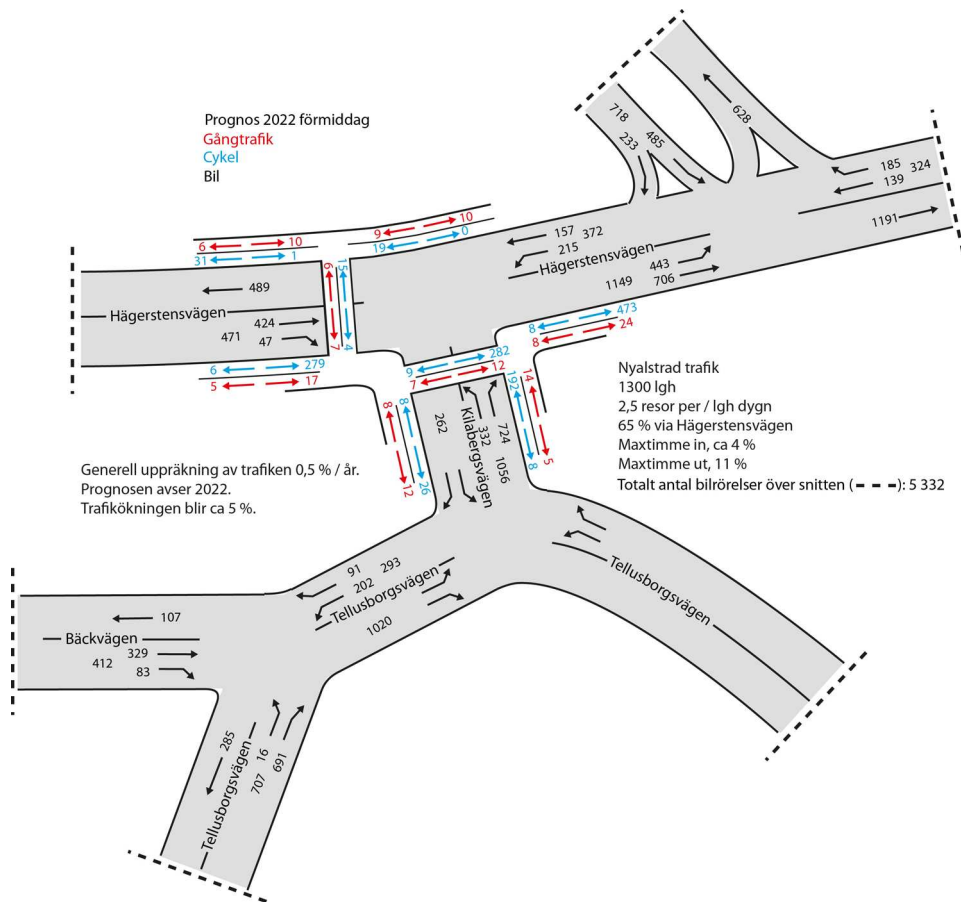 Prognos 2022 förmiddag
Gångtrafik
Cykel
Bil
718
233
485
628
185
139 324
1191
157
215 372
Hägerstensvägen
443
1149 706
6 10
31 1
9 10
19 0
489
Hägerstensvägen
424
471
47
6 15
7 4
6 279
5 17
9 282
7 12
8 473
8 24
8 8
12 26
192 14
8 5
262
Kilabergsvägen
332 724
1056
Nyalstrad trafik
1300 lgh
2,5 resor per / lgh dygn
65 % via Hägerstensvägen
Maxtimme in, ca 4 %
Maxtimme ut, 11 %
Totalt antal bilrörelser över snitten ( – – – ): 5 332
Generell uppräkning av trafiken 0,5 % / år.
Prognosen avser 2022.
Trafikökningen blir ca 5 %.
91
202 293
Tellusborgsvägen
1020
Tellusborgsvägen
107
Bäckvägen
329
412
83
285
Tellusborgsvägen
16
707 691